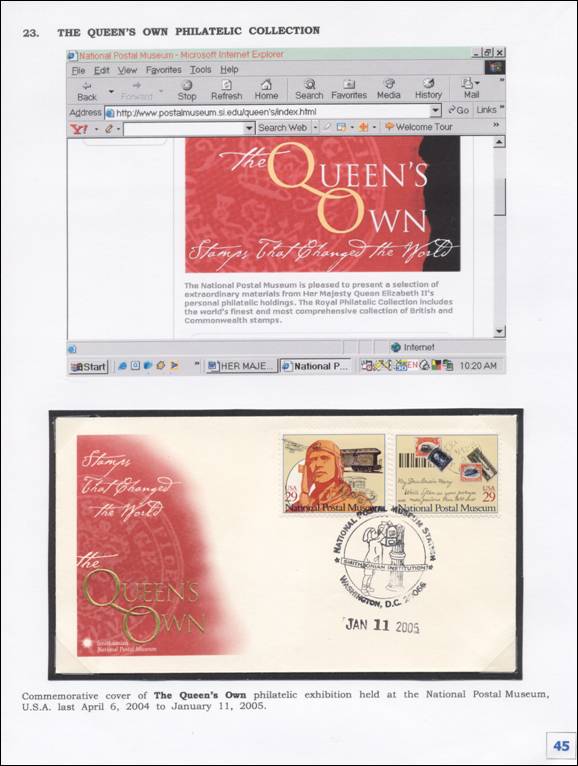 23. THE QUEEN'S OWN PHILATELIC COLLECTION
National Postal Museum - Microsoft Internet Explorer
File Edit View Favorites Tools Help
Back Forward Stop Refresh Home Search Favorites Media History Mail
Address http://www.postalmuseum.si.edu/queen's/index.html Go Links »
Y! Search Web Welcome Tour »
the
QUEEN'S
OWN
Stamps That Changed the World
The National Postal Museum is pleased to present a selection of
extraordinary materials from Her Majesty Queen Elizabeth II's
personal philatelic holdings. The Royal Philatelic Collection includes
the world's finest and most comprehensive collection of British and
Commonwealth stamps.
Internet
Start » HER MAJE... National P... EN 10:20 AM
Stamps
That Changed
the World
the
QUEEN'S
OWN
Smithsonian
National Postal Museum
USA
29
National Postal Museum
USA
29
National Postal Museum
NATIONAL POSTAL MUSEUM STATION
SMITHSONIAN INSTITUTION
WASHINGTON, D.C. 20066
JAN 11 2005
Commemorative cover of The Queen's Own philatelic exhibition held at the National Postal Museum,
U.S.A. last April 6, 2004 to January 11, 2005.
45